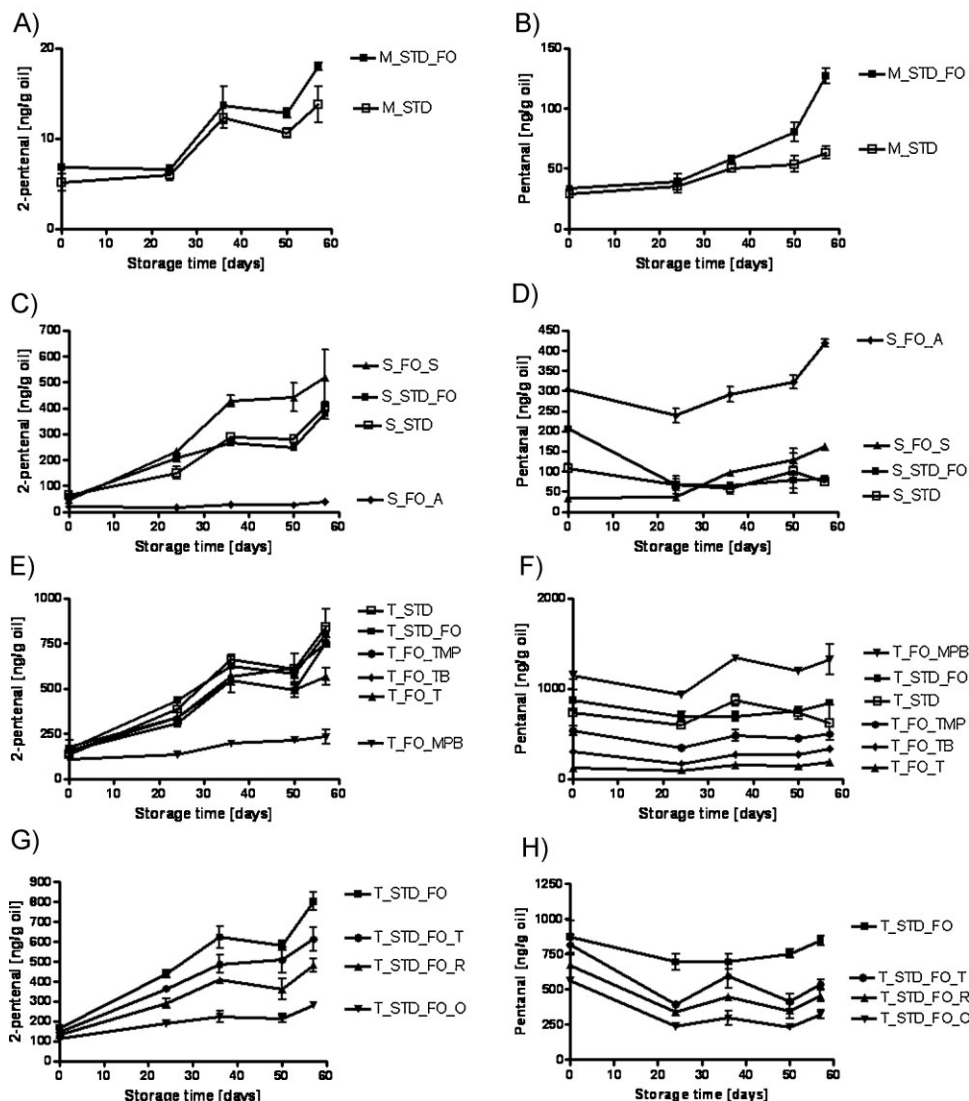 A)
2-pentenal [ng/g oil]
20
10
0
0 10 20 30 40 50 60
Storage time [days]
M_STD_FO
M_STD
B)
Pentanal [ng/g oil]
150
100
50
0
0 10 20 30 40 50 60
Storage time [days]
M_STD_FO
M_STD
C)
2-pentenal [ng/g oil]
700
600
500
400
300
200
100
0
0 10 20 30 40 50 60
Storage time [days]
S_FO_S
S_STD_FO
S_STD
S_FO_A
D)
Pentanal [ng/g oil]
450
400
350
300
250
200
150
100
50
0
0 10 20 30 40 50 60
Storage time [days]
S_FO_A
S_FO_S
S_STD_FO
S_STD
E)
2-pentenal [ng/g oil]
1000
750
500
250
0
0 10 20 30 40 50 60
Storage time [days]
T_STD
T_STD_FO
T_FO_TMP
T_FO_TB
T_FO_T
T_FO_MPB
F)
Pentanal [ng/g oil]
2000
1000
0
0 10 20 30 40 50 60
Storage time [days]
T_FO_MPB
T_STD_FO
T_STD
T_FO_TMP
T_FO_TB
T_FO_T
G)
2-pentenal [ng/g oil]
900
800
700
600
500
400
300
200
100
0
0 10 20 30 40 50 60
Storage time [days]
T_STD_FO
T_STD_FO_T
T_STD_FO_R
T_STD_FO_O
H)
Pentanal [ng/g oil]
1250
1000
750
500
250
0
0 10 20 30 40 50 60
Storage time [days]
T_STD_FO
T_STD_FO_T
T_STD_FO_R
T_STD_FO_O